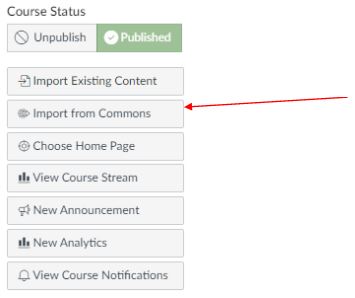 Course Status
Unpublish Published
Import Existing Content
Import from Commons
Choose Home Page
View Course Stream
New Announcement
New Analytics
View Course Notifications